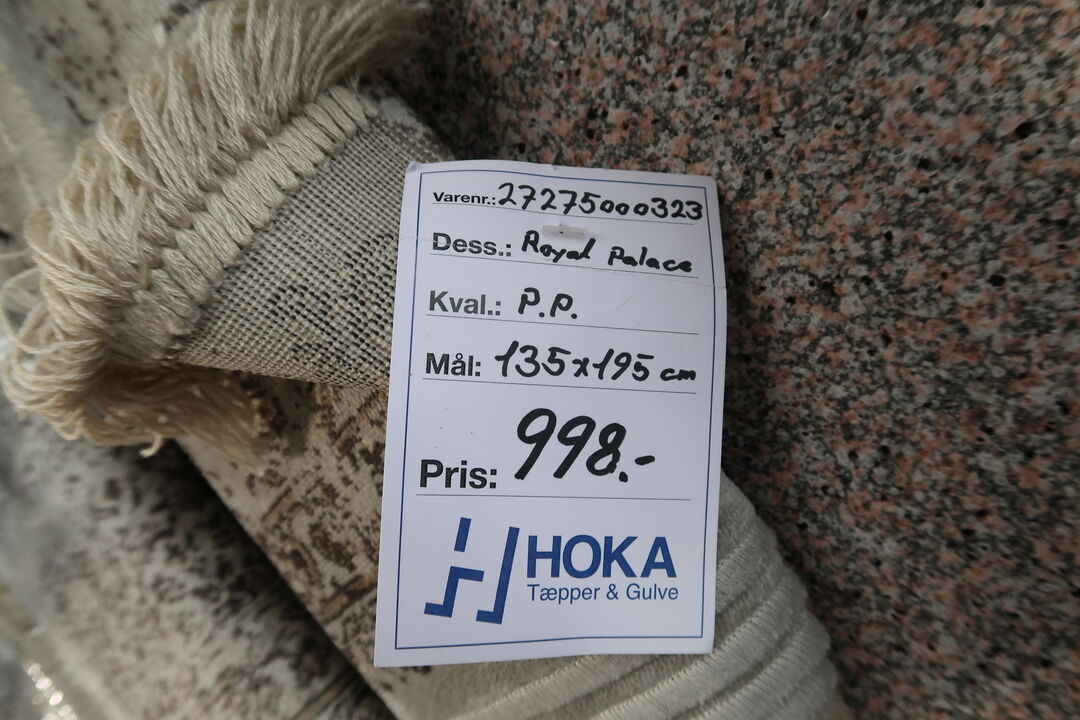 Varenr.: 27275000323
Dess.: Royal Palace
Kval.: P.P.
Mål: 135x195 cm
Pris: 998.-
HOKA
Tæpper & Gulve